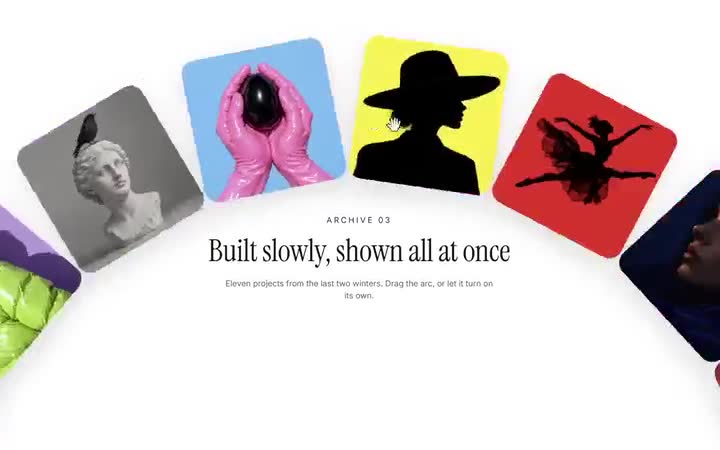 ARCHIVE 03
Built slowly, shown all at once
Eleven projects from the last two winters. Drag the arc, or let it turn on
its own.